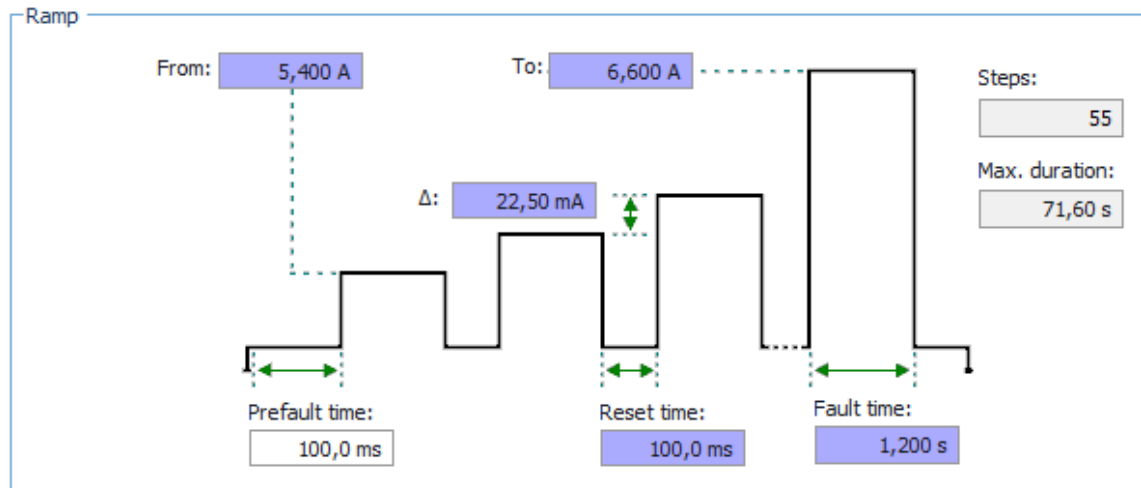 Ramp
From: 5,400 A
To: 6,600 A
Steps:
55
Max. duration:
71,60 s
Δ: 22,50 mA
Prefault time:
100,0 ms
Reset time:
100,0 ms
Fault time:
1,200 s